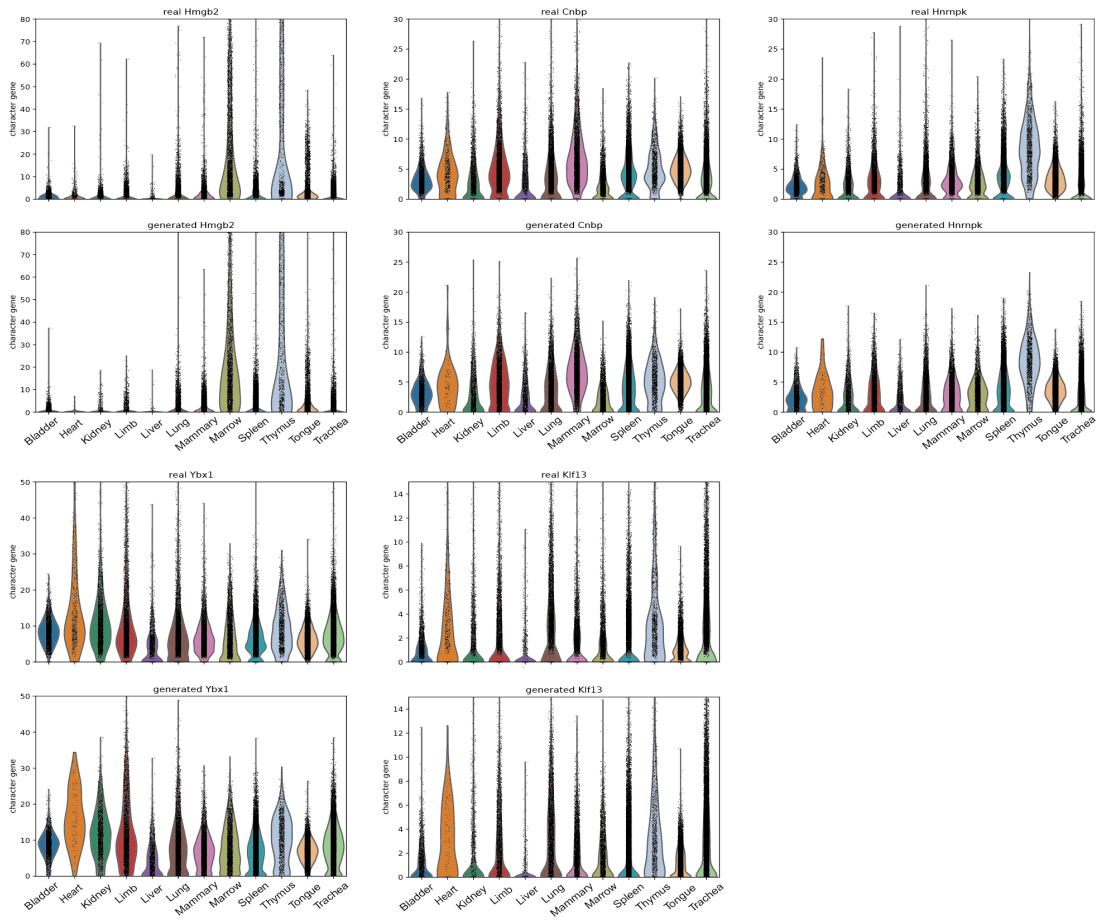 real Hmgb2
character gene
80
70
60
50
40
30
20
10
0
real Cnbp
character gene
30
25
20
15
10
5
0
real Hnrnpk
character gene
30
25
20
15
10
5
0
generated Hmgb2
character gene
80
70
60
50
40
30
20
10
0
Bladder Heart Kidney Limb Liver Lung Mammary Marrow Spleen Thymus Tongue Trachea
generated Cnbp
character gene
30
25
20
15
10
5
0
Bladder Heart Kidney Limb Liver Lung Mammary Marrow Spleen Thymus Tongue Trachea
generated Hnrnpk
character gene
30
25
20
15
10
5
0
Bladder Heart Kidney Limb Liver Lung Mammary Marrow Spleen Thymus Tongue Trachea
real Ybx1
character gene
50
40
30
20
10
0
real Klf13
character gene
14
12
10
8
6
4
2
0
generated Ybx1
character gene
50
40
30
20
10
0
Bladder Heart Kidney Limb Liver Lung Mammary Marrow Spleen Thymus Tongue Trachea
generated Klf13
character gene
14
12
10
8
6
4
2
0
Bladder Heart Kidney Limb Liver Lung Mammary Marrow Spleen Thymus Tongue Trachea